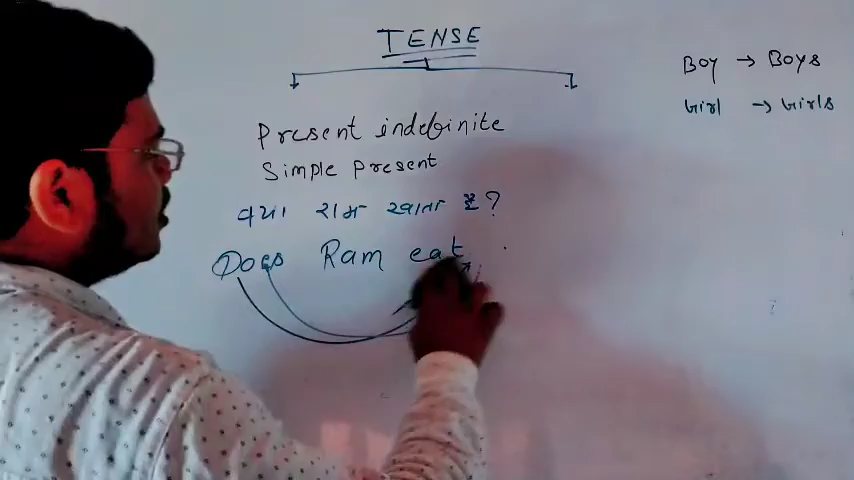 TENSE
Boy → Boys
Girl → Girls
Present indefinite
Simple Present
क्या राम खाता है?
Does Ram eat